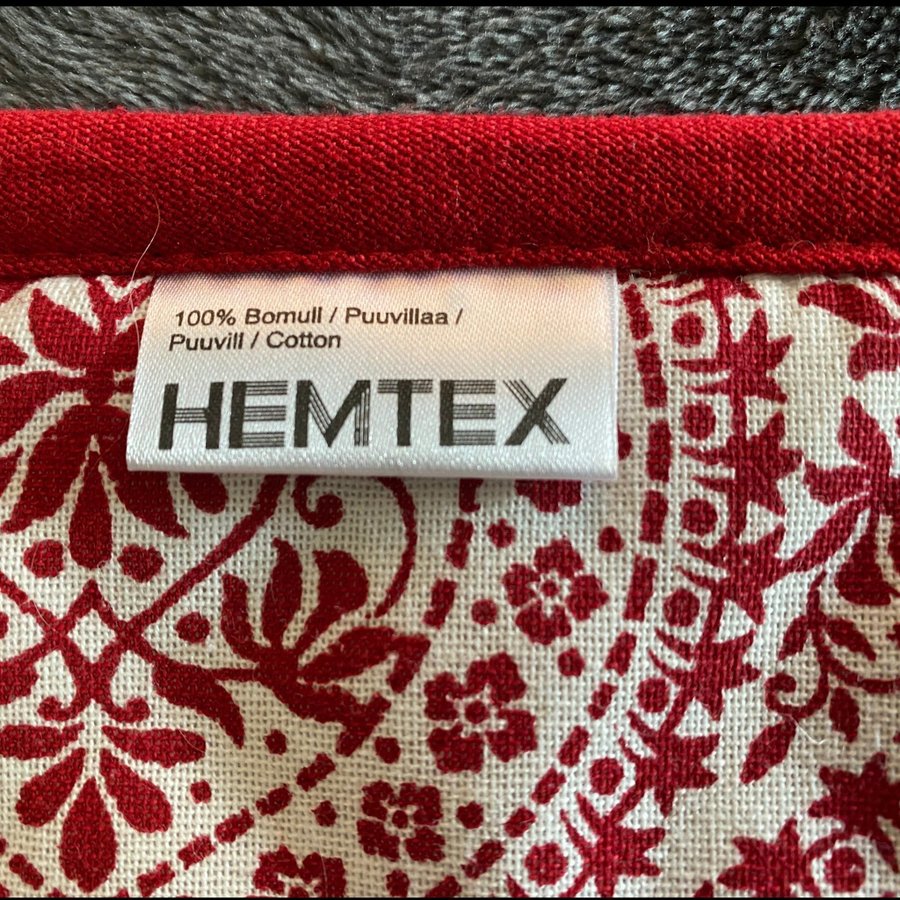 100% Bomull / Puuvillaa /
Puuvill / Cotton
HEMTEX